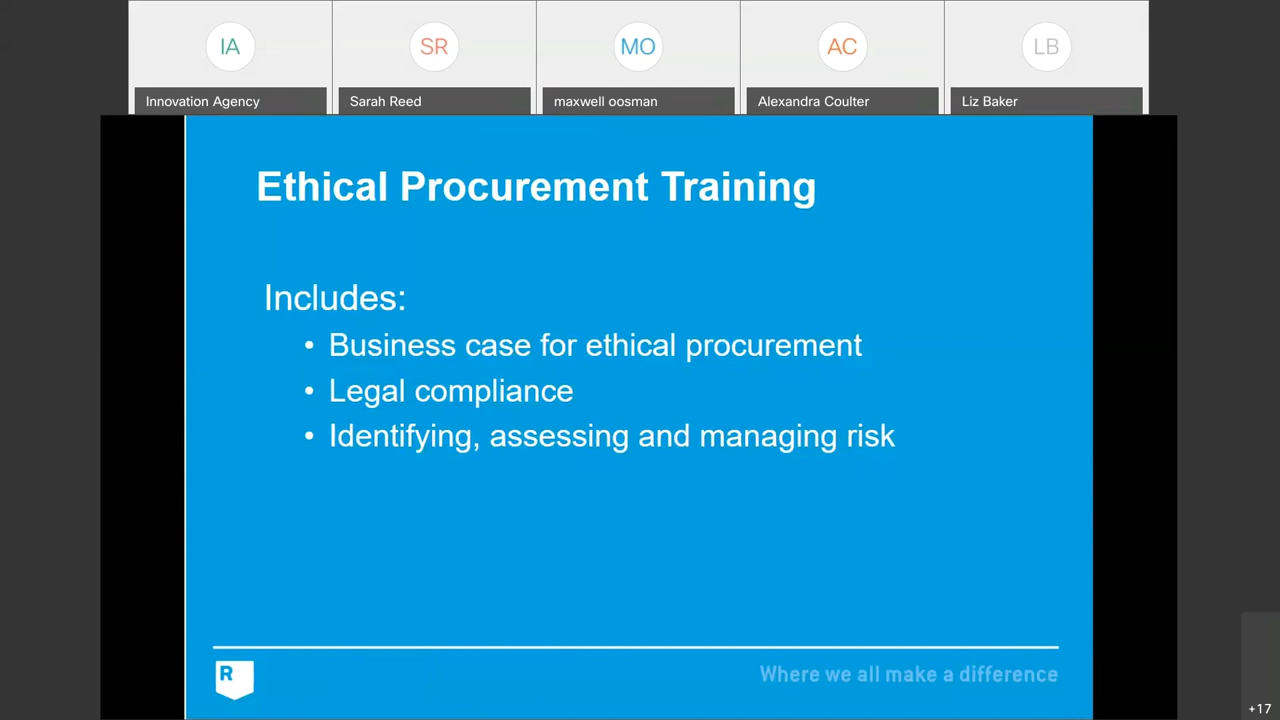 IA
SR
MO
AC
LB
Innovation Agency
Sarah Reed
maxwell oosman
Alexandra Coulter
Liz Baker
Ethical Procurement Training
Includes:
• Business case for ethical procurement
• Legal compliance
• Identifying, assessing and managing risk
R
Where we all make a difference
+17